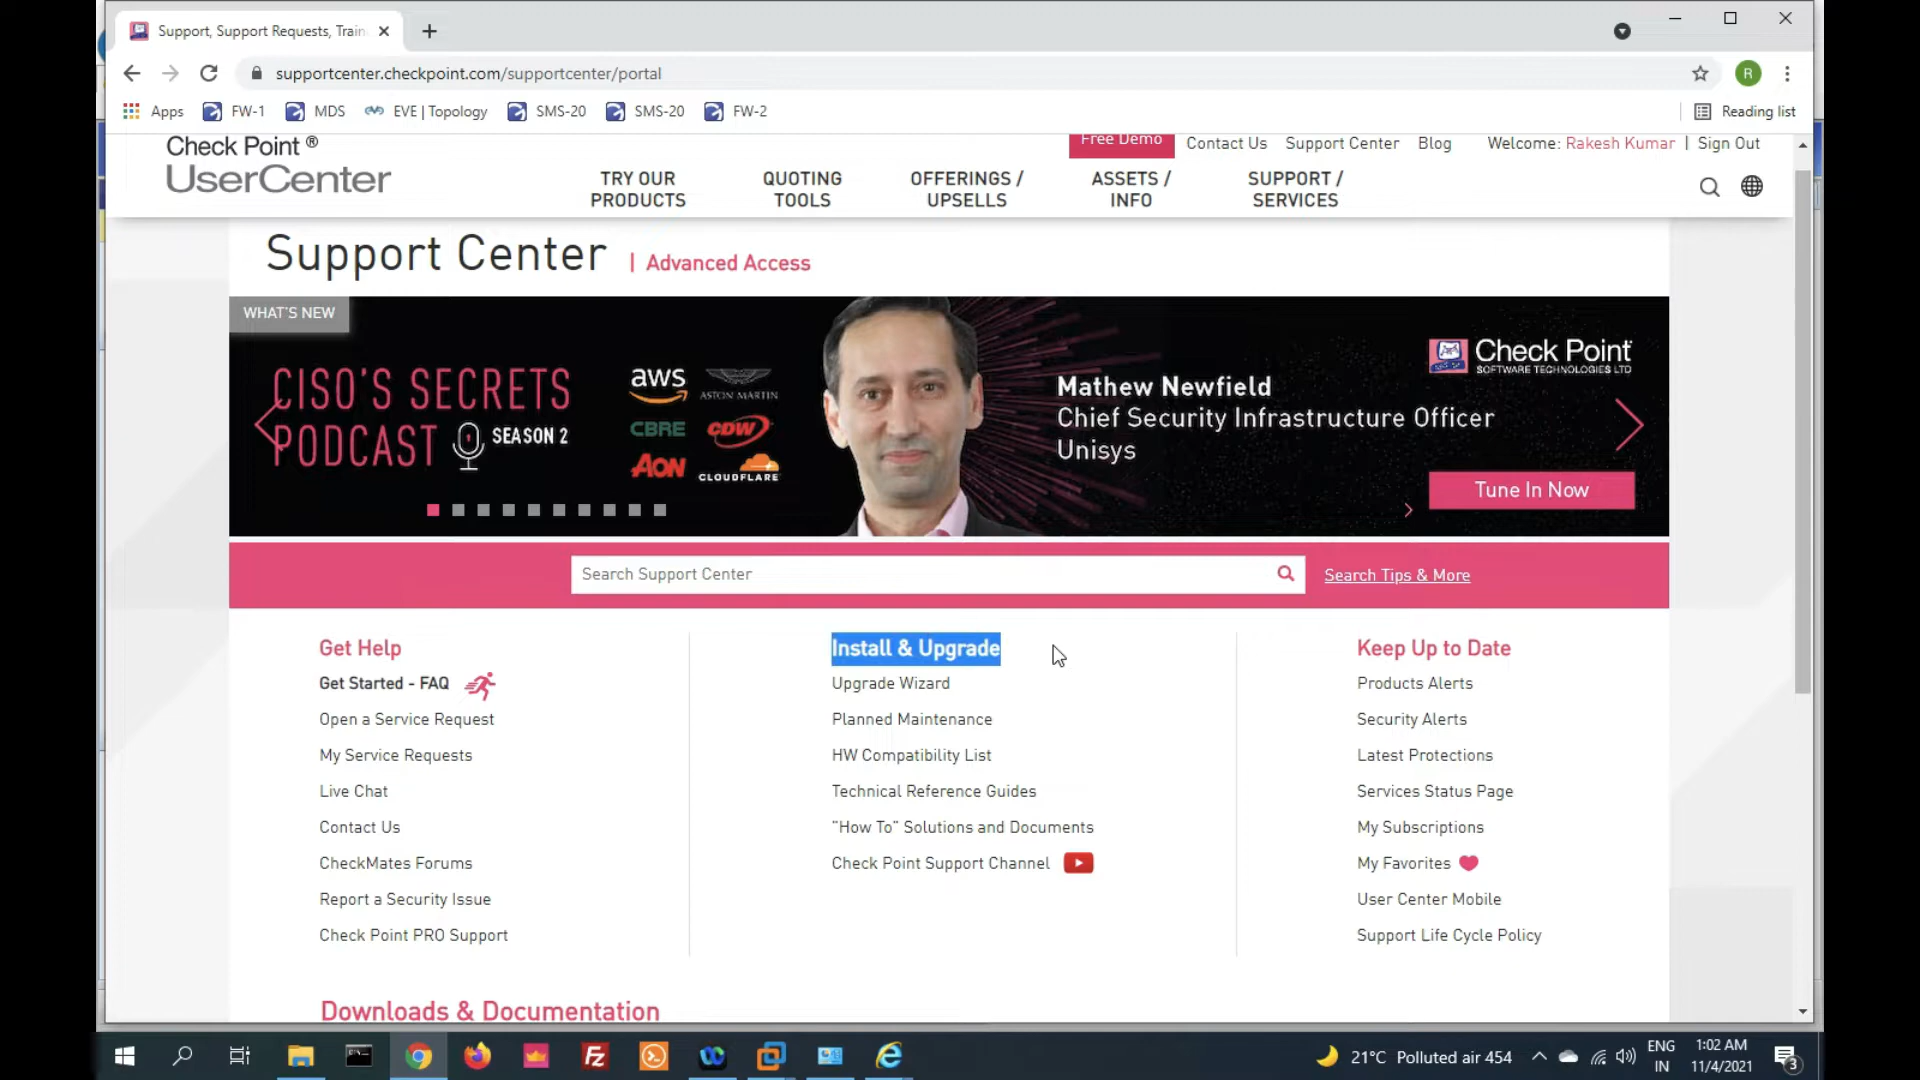 Support, Support Requests, Train
supportcenter.checkpoint.com/supportcenter/portal
R
Apps FW-1 MDS EVE | Topology SMS-20 SMS-20 FW-2 Reading list
Check Point ®
UserCenter
Free Demo Contact Us Support Center Blog Welcome: Rakesh Kumar | Sign Out
TRY OUR PRODUCTS
QUOTING TOOLS
OFFERINGS / UPSELLS
ASSETS / INFO
SUPPORT / SERVICES
Support Center | Advanced Access
WHAT'S NEW
CISO'S SECRETS
PODCAST SEASON 2
aws ASTON MARTIN
CBRE CDW
AON CLOUDFLARE
Mathew Newfield
Chief Security Infrastructure Officer
Unisys
Check Point
SOFTWARE TECHNOLOGIES LTD
Tune In Now
Search Support Center
Search Tips & More
Get Help
Get Started - FAQ
Open a Service Request
My Service Requests
Live Chat
Contact Us
CheckMates Forums
Report a Security Issue
Check Point PRO Support
Install & Upgrade
Upgrade Wizard
Planned Maintenance
HW Compatibility List
Technical Reference Guides
"How To" Solutions and Documents
Check Point Support Channel
Keep Up to Date
Products Alerts
Security Alerts
Latest Protections
Services Status Page
My Subscriptions
My Favorites
User Center Mobile
Support Life Cycle Policy
Downloads & Documentation
21°C Polluted air 454
ENG
IN
1:02 AM
11/4/2021
3